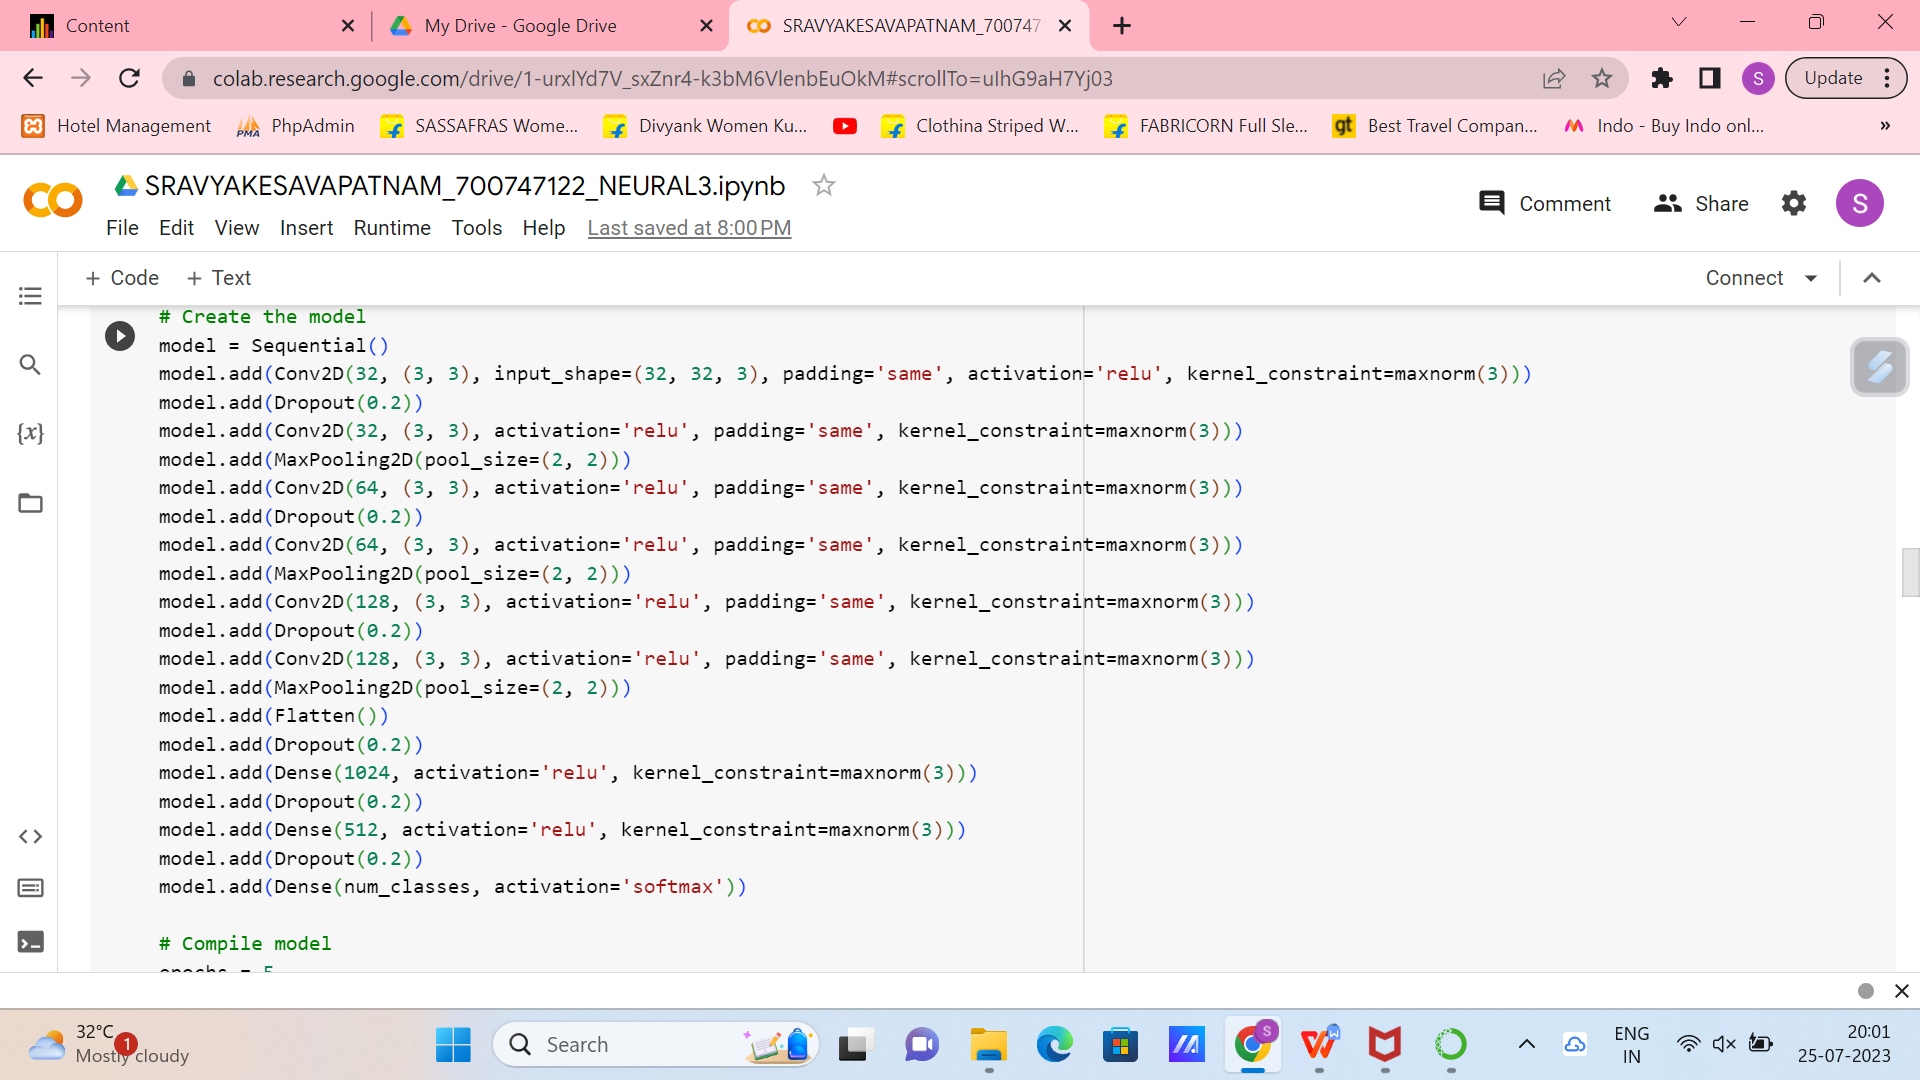 Content
My Drive - Google Drive
SRAVYAKESAVAPATNAM_700747
colab.research.google.com/drive/1-urxlYd7V_sxZnr4-k3bM6VlenbEuOkM#scrollTo=uIhG9aH7Yj03
S
Update
Hotel Management
PMA
PhpAdmin
SASSAFRAS Wome...
Divyank Women Ku...
Clothina Striped W...
FABRICORN Full Sle...
gt
Best Travel Compan...
Indo - Buy Indo onl...
»
SRAVYAKESAVAPATNAM_700747122_NEURAL3.ipynb
Comment
Share
S
File Edit View Insert Runtime Tools Help Last saved at 8:00 PM
+ Code + Text
Connect
{x}
# Create the model
model = Sequential()
model.add(Conv2D(32, (3, 3), input_shape=(32, 32, 3), padding='same', activation='relu', kernel_constraint=maxnorm(3)))
model.add(Dropout(0.2))
model.add(Conv2D(32, (3, 3), activation='relu', padding='same', kernel_constraint=maxnorm(3)))
model.add(MaxPooling2D(pool_size=(2, 2)))
model.add(Conv2D(64, (3, 3), activation='relu', padding='same', kernel_constraint=maxnorm(3)))
model.add(Dropout(0.2))
model.add(Conv2D(64, (3, 3), activation='relu', padding='same', kernel_constraint=maxnorm(3)))
model.add(MaxPooling2D(pool_size=(2, 2)))
model.add(Conv2D(128, (3, 3), activation='relu', padding='same', kernel_constraint=maxnorm(3)))
model.add(Dropout(0.2))
model.add(Conv2D(128, (3, 3), activation='relu', padding='same', kernel_constraint=maxnorm(3)))
model.add(MaxPooling2D(pool_size=(2, 2)))
model.add(Flatten())
model.add(Dropout(0.2))
model.add(Dense(1024, activation='relu', kernel_constraint=maxnorm(3)))
model.add(Dropout(0.2))
model.add(Dense(512, activation='relu', kernel_constraint=maxnorm(3)))
model.add(Dropout(0.2))
model.add(Dense(num_classes, activation='softmax'))
# Compile model
epochs = 5
32°C
1
Mostly cloudy
Search
S
ENG
IN
20:01
25-07-2023